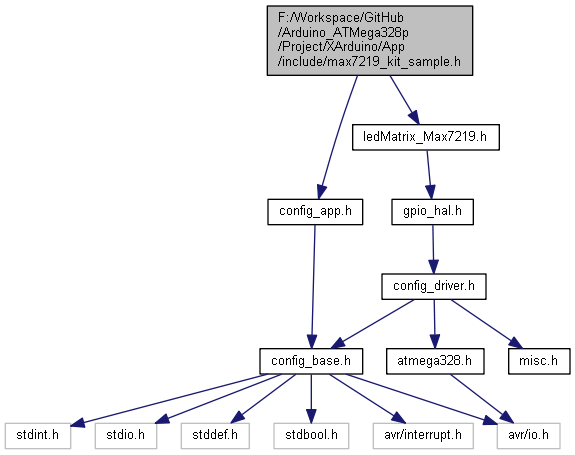 F:/Workspace/GitHub
/Arduino_ATMega328p
/Project/XArduino/App
/include/max7219_kit_sample.h
ledMatrix_Max7219.h
config_app.h
gpio_hal.h
config_driver.h
config_base.h
atmega328.h
misc.h
stdint.h
stdio.h
stddef.h
stdbool.h
avr/interrupt.h
avr/io.h